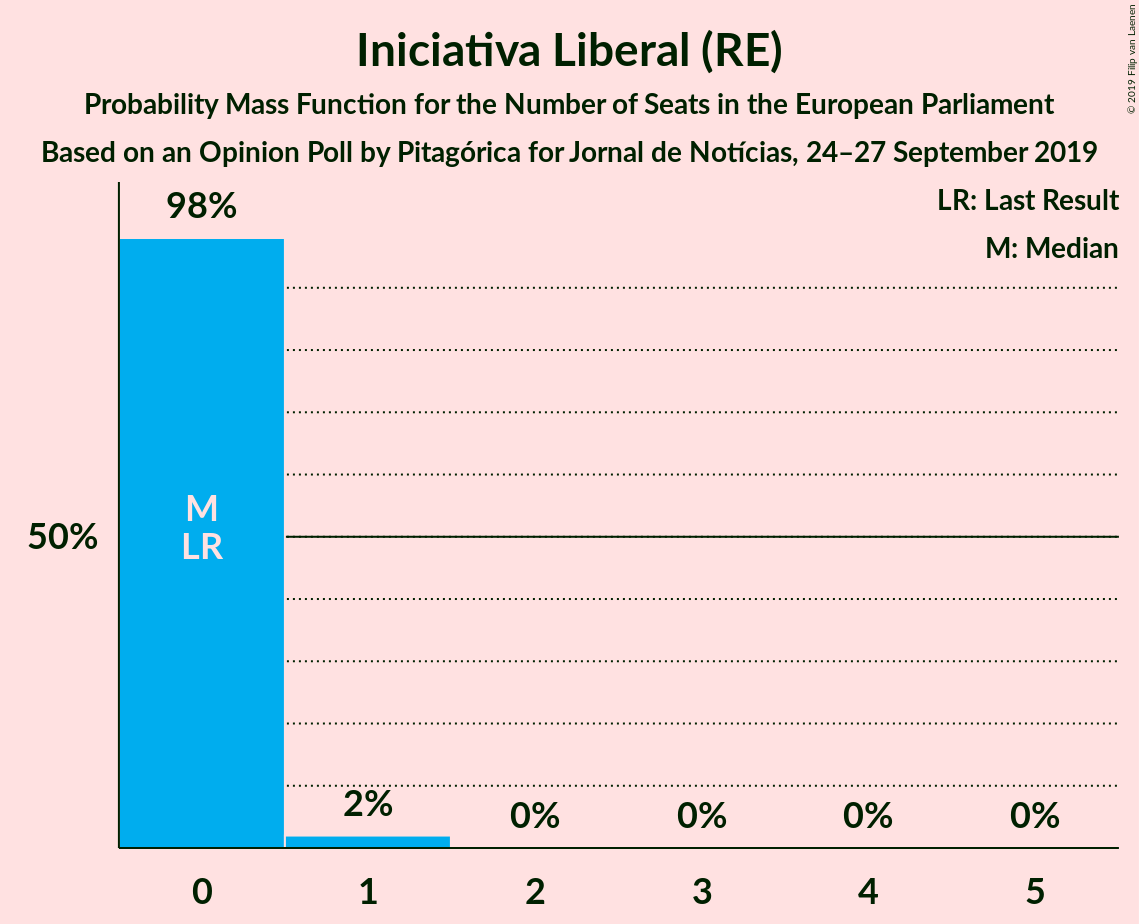 Iniciativa Liberal (RE)
Probability Mass Function for the Number of Seats in the European Parliament
Based on an Opinion Poll by Pitagórica for Jornal de Notícias, 24–27 September 2019
© 2019 Filip van Laenen
LR: Last Result
M: Median
98%
M
LR
50%
2%
0%
0%
0%
0%
0
1
2
3
4
5